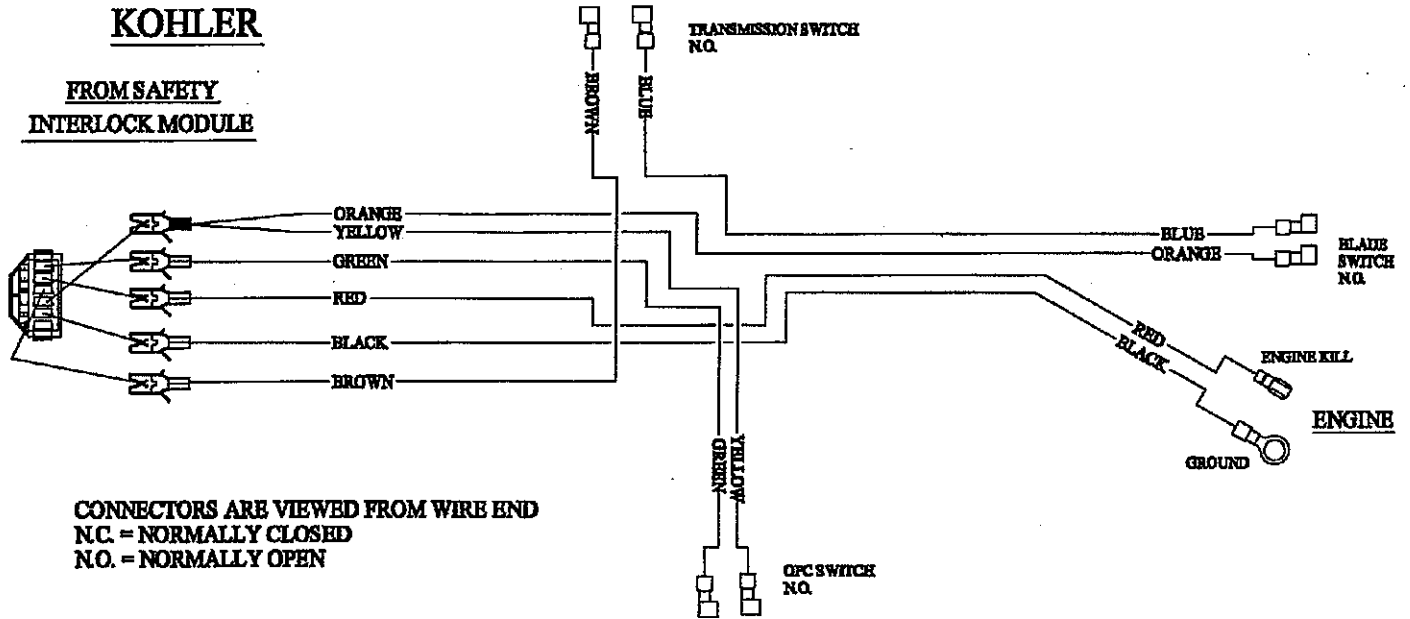 KOHLER
FROM SAFETY
INTERLOCK MODULE
TRANSMISSION SWITCH
N.O.
BROWN
BLUE
ORANGE
YELLOW
GREEN
RED
BLACK
BROWN
BLUE
ORANGE
BLADE
SWITCH
N.O.
RED
BLACK
ENGINE KILL
ENGINE
GROUND
GREEN
YELLOW
CONNECTORS ARE VIEWED FROM WIRE END
N.C. = NORMALLY CLOSED
N.O. = NORMALLY OPEN
OPC SWITCH
N.O.